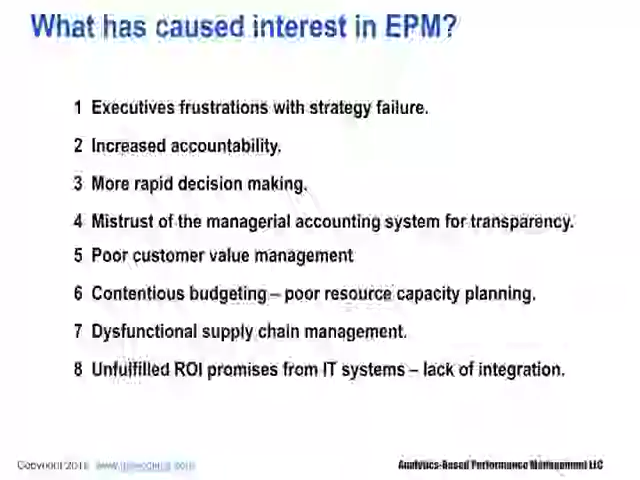 What has caused interest in EPM?
1 Executives frustrations with strategy failure.
2 Increased accountability.
3 More rapid decision making.
4 Mistrust of the managerial accounting system for transparency.
5 Poor customer value management
6 Contentious budgeting – poor resource capacity planning.
7 Dysfunctional supply chain management.
8 Unfulfilled ROI promises from IT systems – lack of integration.
Copyright
Analytics-Based Performance Management LLC